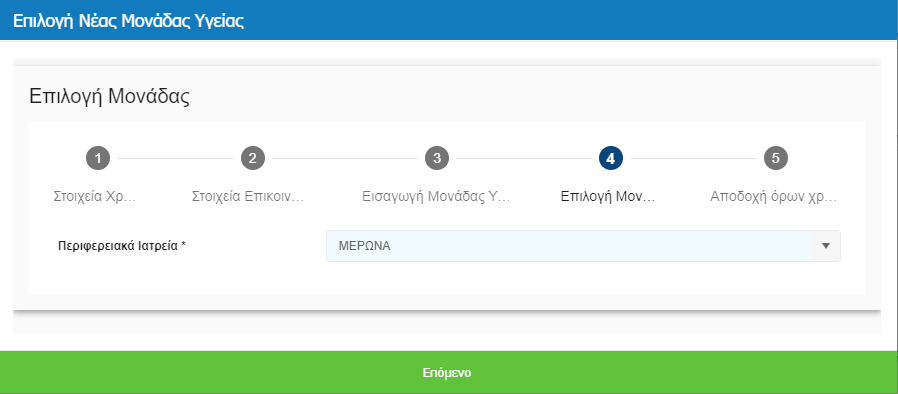 Επιλογή Νέας Μονάδας Υγείας
Επιλογή Μονάδας
1 2 3 4 5
Στοιχεία Χρ... Στοιχεία Επικοιν... Εισαγωγή Μονάδας Υ... Επιλογή Μον... Αποδοχή όρων χρ...
Περιφερειακά Ιατρεία * ΜΕΡΩΝΑ
Επόμενο